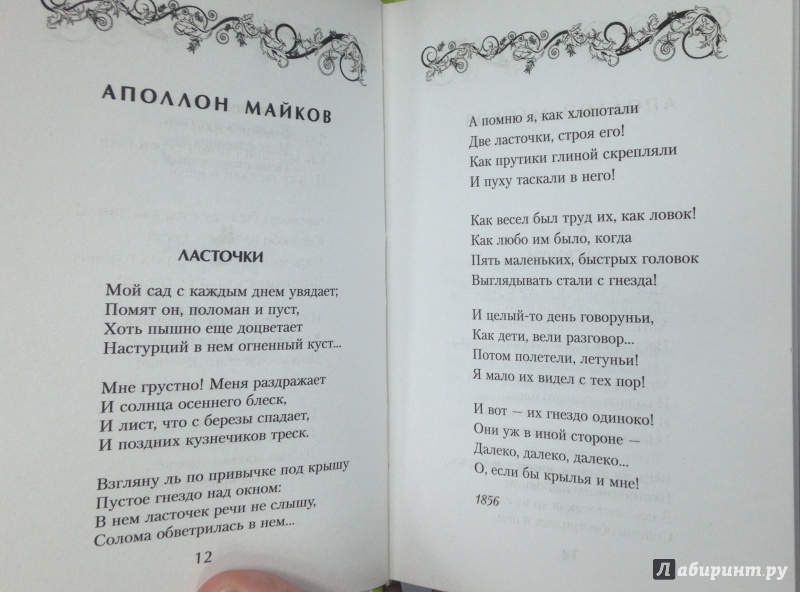 АПОЛЛОН МАЙКОВ
ЛАСТОЧКИ
Мой сад с каждым днем увядает;
Помят он, поломан и пуст,
Хоть пышно еще доцветает
Настурций в нем огненный куст...
Мне грустно! Меня раздражает
И солнца осеннего блеск,
И лист, что с березы спадает,
И поздних кузнечиков треск.
Взгляну ль по привычке под крышу
Пустое гнездо над окном:
В нем ласточек речи не слышу,
Солома обветрилась в нем...
12
А помню я, как хлопотали
Две ласточки, строя его!
Как прутики глиной скрепляли
И пуху таскали в него!
Как весел был труд их, как ловок!
Как любо им было, когда
Пять маленьких, быстрых головок
Выглядывать стали с гнезда!
И целый-то день говоруньи,
Как дети, вели разговор...
Потом полетели, летуньи!
Я мало их видел с тех пор!
И вот — их гнездо одиноко!
Они уж в иной стороне —
Далеко, далеко, далеко...
О, если бы крылья и мне!
1856
Лабиринт.ру